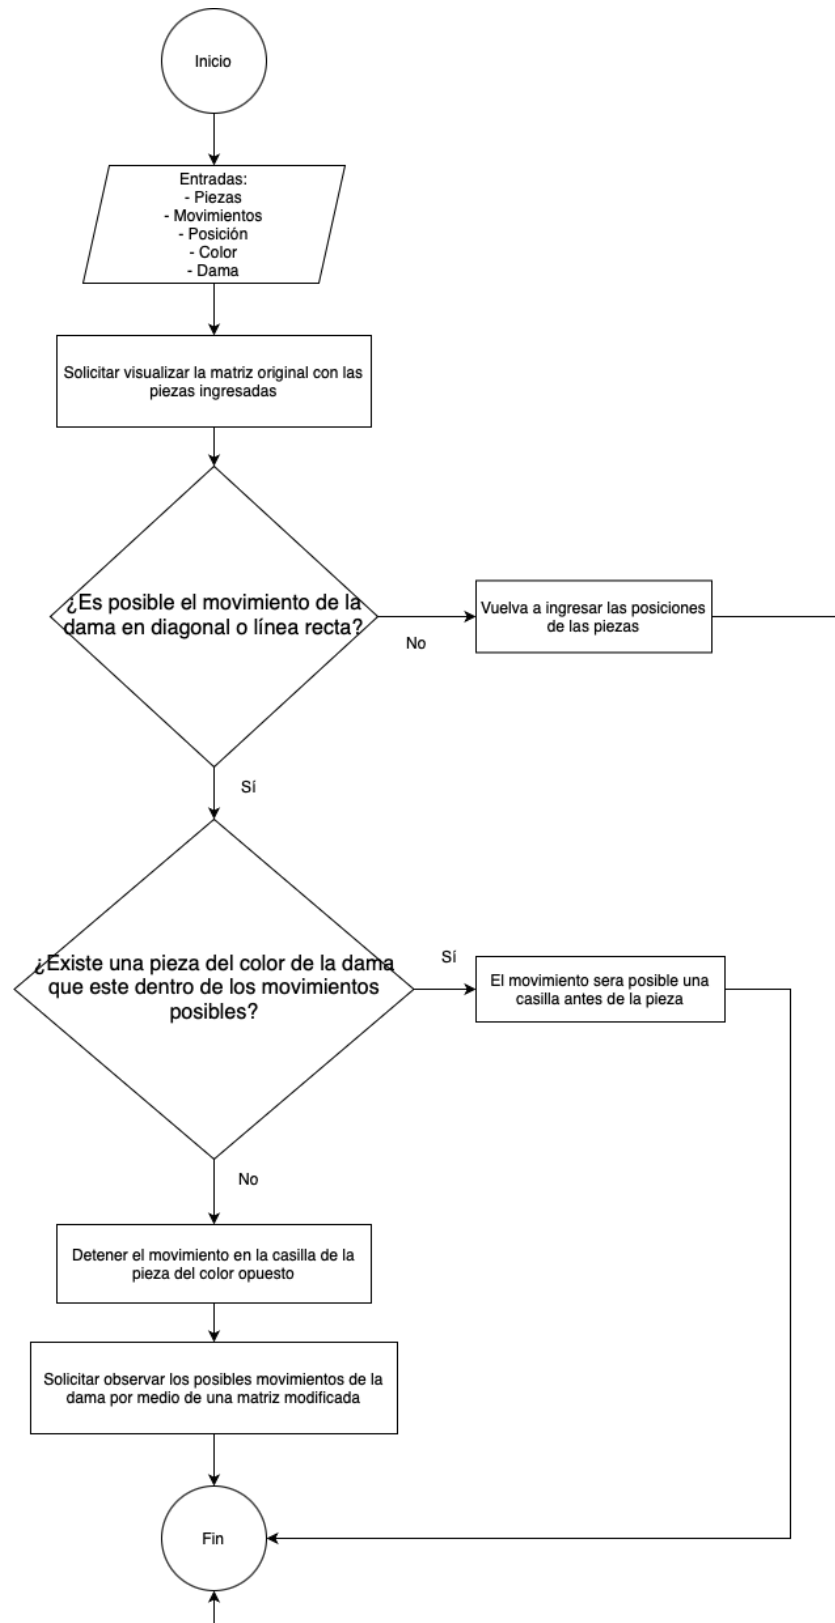 Inicio
Entradas:
- Piezas
- Movimientos
- Posición
- Color
- Dama
Solicitar visualizar la matriz original con las
piezas ingresadas
¿Es posible el movimiento de la
dama en diagonal o línea recta?
No
Vuelva a ingresar las posiciones
de las piezas
Sí
¿Existe una pieza del color de la dama
que este dentro de los movimientos
posibles?
Sí
El movimiento sera posible una
casilla antes de la pieza
No
Detener el movimiento en la casilla de la
pieza del color opuesto
Solicitar observar los posibles movimientos de la
dama por medio de una matriz modificada
Fin